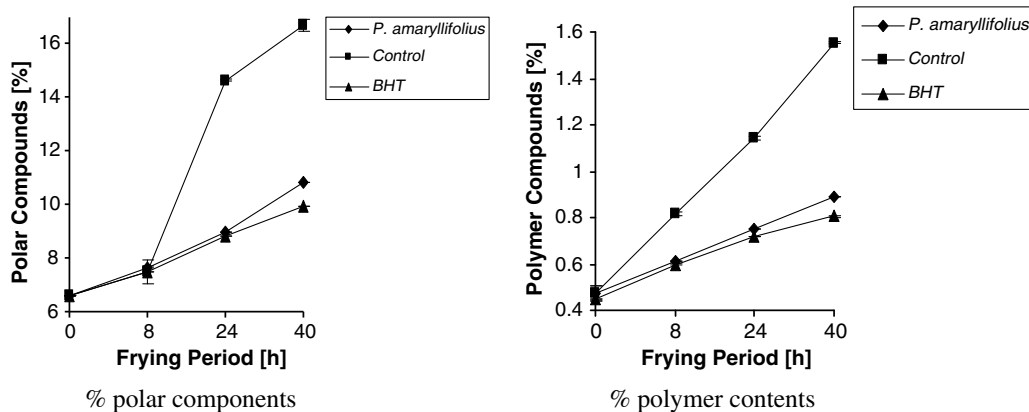 Polar Compounds [%]
16
14
12
10
8
6
0
8
24
40
Frying Period [h]
P. amaryllifolius
Control
BHT
% polar components
Polymer Compounds [%]
1.6
1.4
1.2
1
0.8
0.6
0.4
0
8
24
40
Frying Period [h]
P. amaryllifolius
Control
BHT
% polymer contents